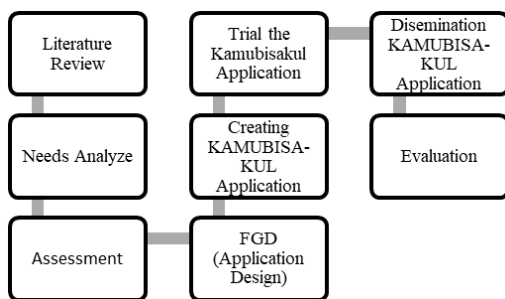 Literature
Review
Needs Analyze
Assessment
FGD
(Application
Design)
Creating
KAMUBISA-
KUL
Application
Trial the
Kamubisakul
Application
Disemination
KAMUBISA-
KUL
Application
Evaluation